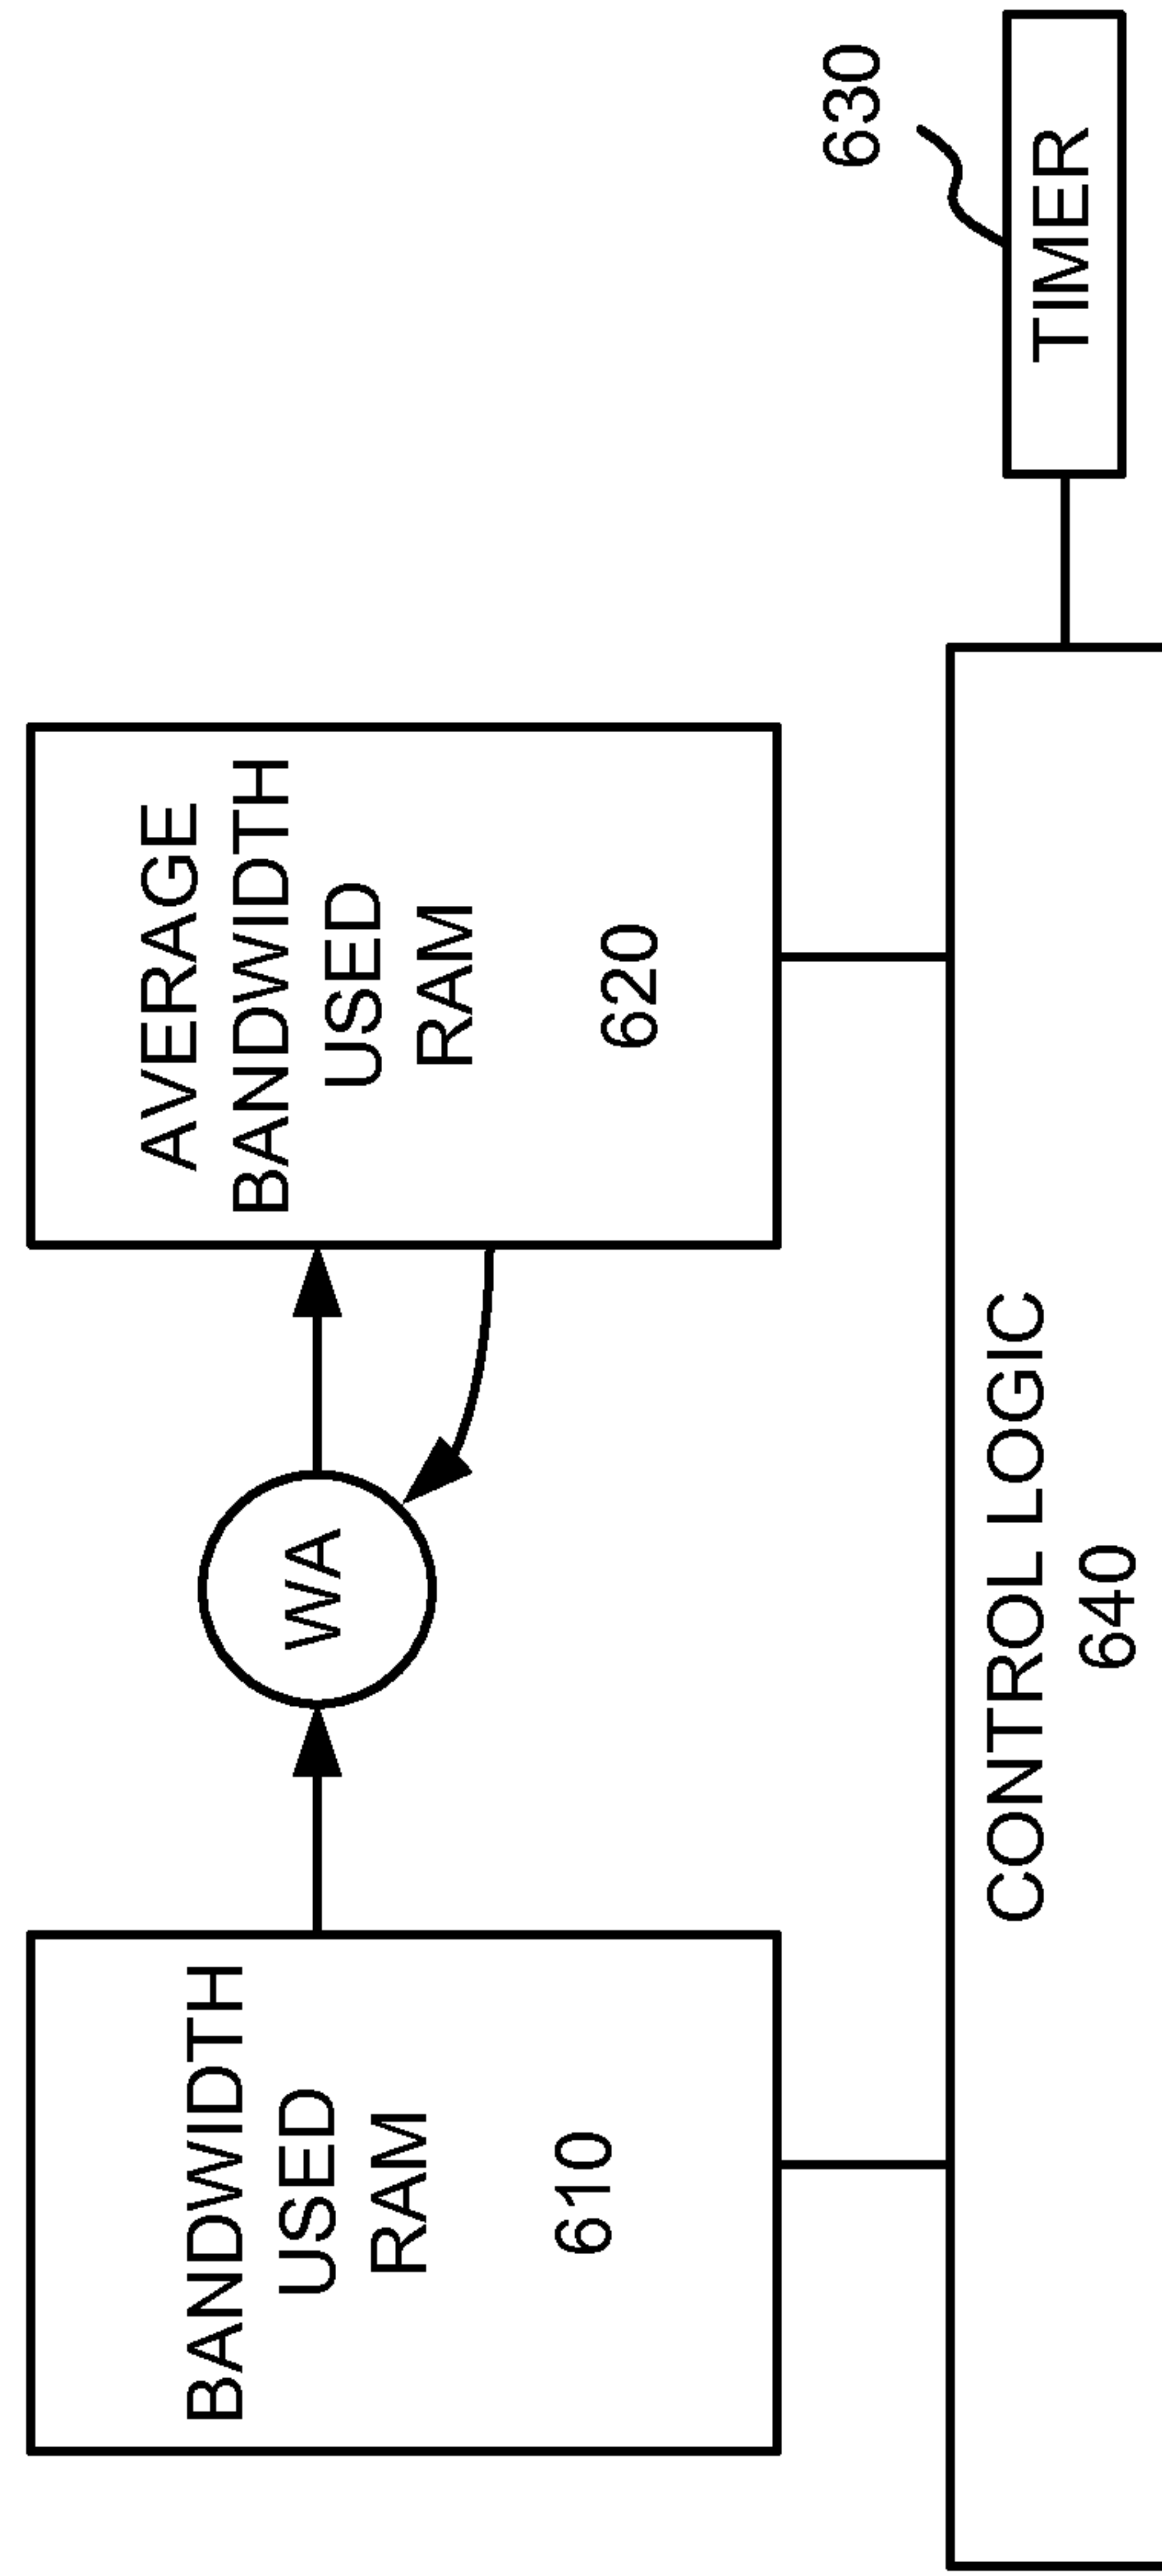 BANDWIDTH
USED
RAM
610
WA
AVERAGE
BANDWIDTH
USED
RAM
620
630
TIMER
CONTROL LOGIC
640